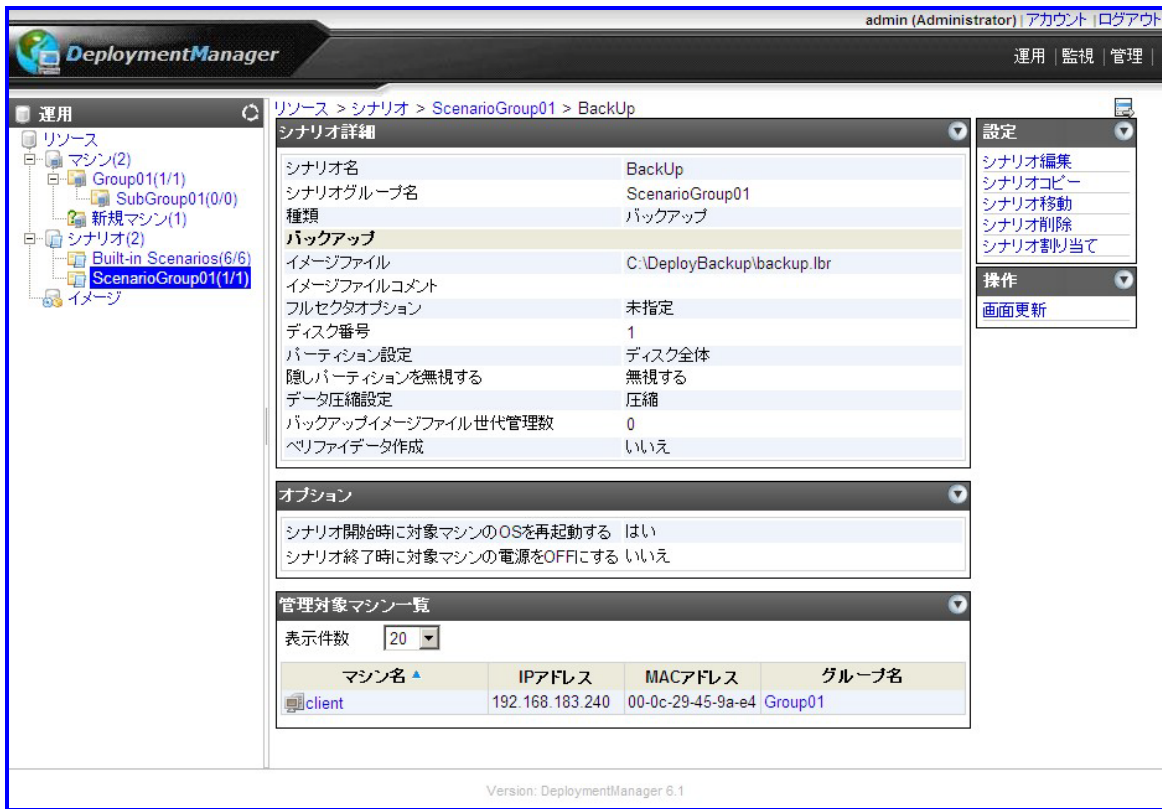 admin (Administrator) | アカウント | ログアウト
DeploymentManager
運用 | 監視 | 管理 |
運用
リソース
マシン(2)
Group01(1/1)
SubGroup01(0/0)
新規マシン(1)
シナリオ(2)
Built-in Scenarios(6/6)
ScenarioGroup01(1/1)
イメージ
リソース > シナリオ > ScenarioGroup01 > BackUp
シナリオ詳細
シナリオ名 BackUp
シナリオグループ名 ScenarioGroup01
種類 バックアップ
バックアップ
イメージファイル C:\DeployBackup\backup.lbr
イメージファイルコメント
フルセクタオプション 未指定
ディスク番号 1
パーティション設定 ディスク全体
隠しパーティションを無視する 無視する
データ圧縮設定 圧縮
バックアップイメージファイル世代管理数 0
ベリファイデータ作成 いいえ
オプション
シナリオ開始時に対象マシンのOSを再起動する はい
シナリオ終了時に対象マシンの電源をOFFにする いいえ
管理対象マシン一覧
表示件数 20
マシン名 IPアドレス MACアドレス グループ名
client 192.168.183.240 00-0c-29-45-9a-e4 Group01
設定
シナリオ編集
シナリオコピー
シナリオ移動
シナリオ削除
シナリオ割り当て
操作
画面更新
Version: DeploymentManager 6.1